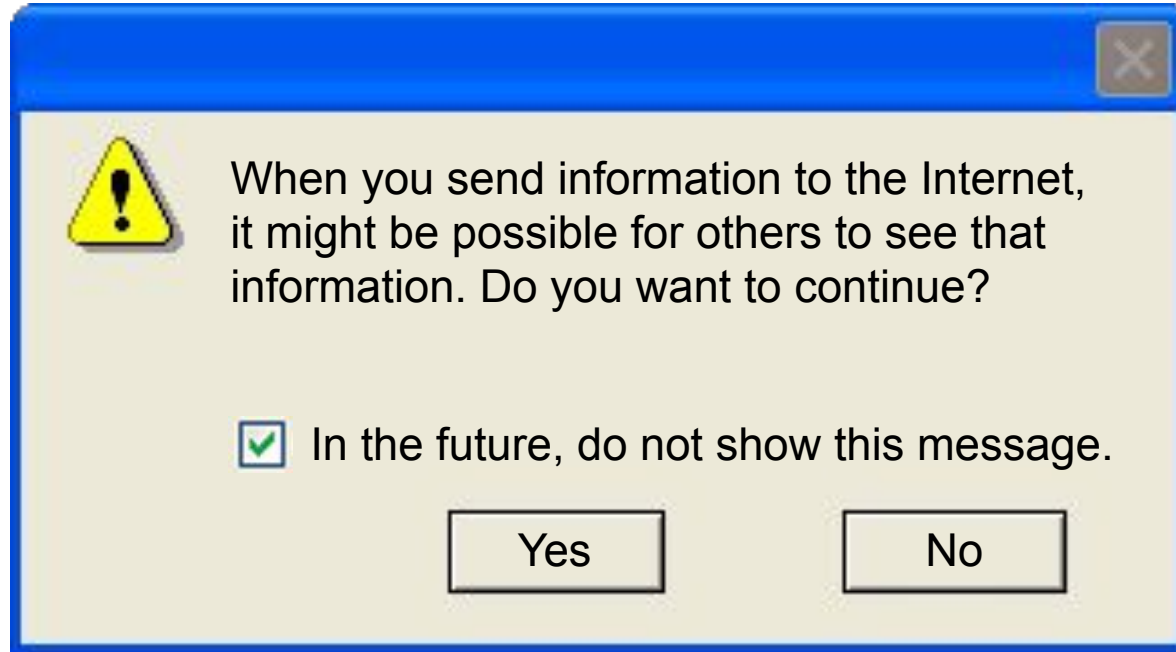 When you send information to the Internet,
it might be possible for others to see that
information. Do you want to continue?
In the future, do not show this message.
Yes No